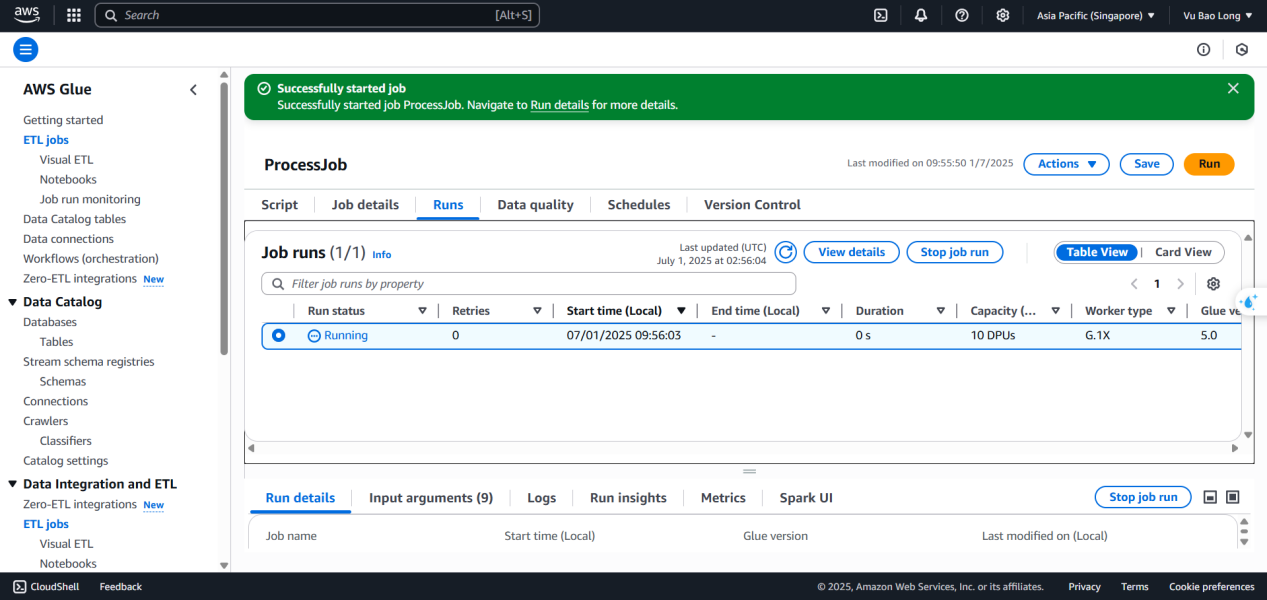 aws
Search [Alt+S]
Asia Pacific (Singapore) Vu Bao Long
AWS Glue
Getting started
ETL jobs
Visual ETL
Notebooks
Job run monitoring
Data Catalog tables
Data connections
Workflows (orchestration)
Zero-ETL integrations New
Data Catalog
Databases
Tables
Stream schema registries
Schemas
Connections
Crawlers
Classifiers
Catalog settings
Data Integration and ETL
Zero-ETL integrations New
ETL jobs
Visual ETL
Notebooks
Successfully started job
Successfully started job ProcessJob. Navigate to Run details for more details.
ProcessJob
Last modified on 09:55:50 1/7/2025 Actions Save Run
Script Job details Runs Data quality Schedules Version Control
Job runs (1/1) Info
Last updated (UTC)
July 1, 2025 at 02:56:04
View details Stop job run Table View Card View
Filter job runs by property
1
Run status Retries Start time (Local) End time (Local) Duration Capacity (... Worker type Glue ve
Running 0 07/01/2025 09:56:03 - 0 s 10 DPUs G.1X 5.0
Run details Input arguments (9) Logs Run insights Metrics Spark UI Stop job run
Job name Start time (Local) Glue version Last modified on (Local)
CloudShell Feedback © 2025, Amazon Web Services, Inc. or its affiliates. Privacy Terms Cookie preferences